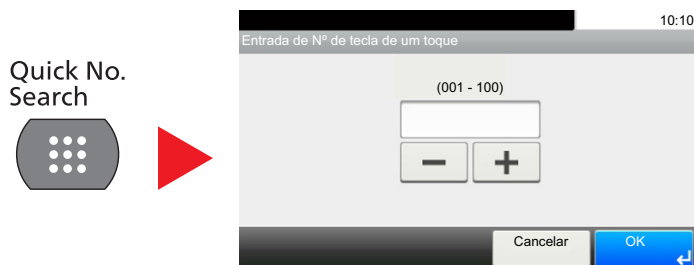 Quick No.
Search
10:10
Entrada de Nº de tecla de um toque
(001 - 100)
Cancelar
OK